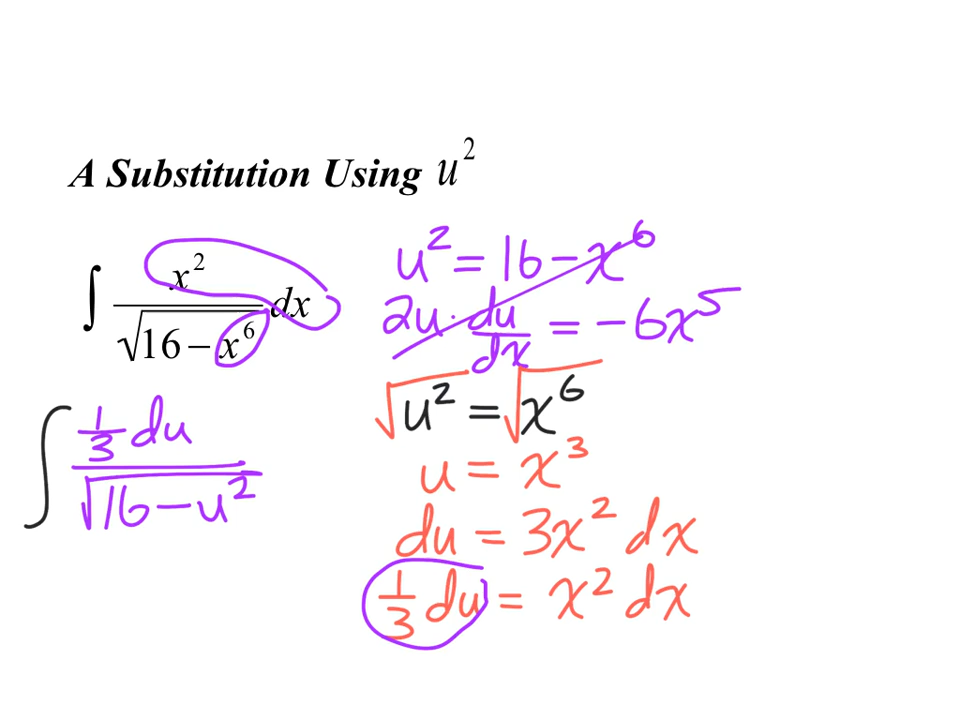 A Substitution Using u²
∫ x² / √(16 − x⁶) dx
u² = 16 − x⁶
2u · du/dx = −6x⁵
√u² = √x⁶
u = x³
du = 3x² dx
1/3 du = x² dx
∫ 1/3 du / √(16 − u²)